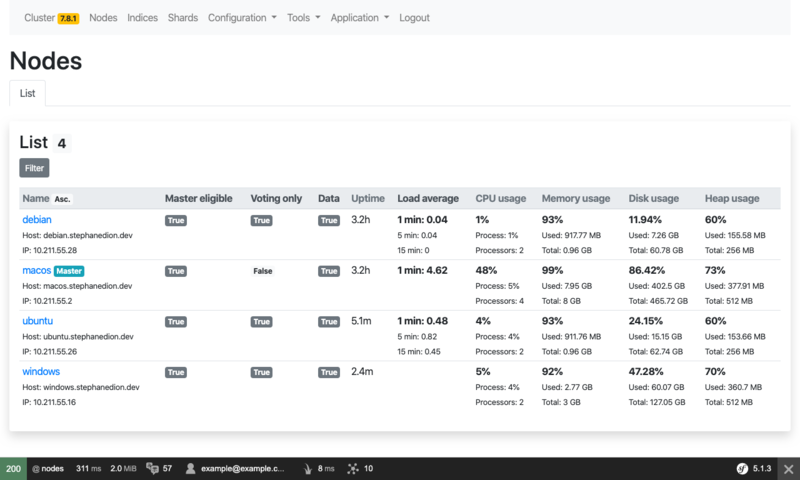 Cluster 7.8.1 Nodes Indices Shards Configuration Tools Application Logout
Nodes
List
List 4
Filter
Name Asc. Master eligible Voting only Data Uptime Load average CPU usage Memory usage Disk usage Heap usage
debian True True True 3.2h 1 min: 0.04 1% 93% 11.94% 60%
Host: debian.stephanedion.dev 5 min: 0.04 Process: 1% Used: 917.77 MB Used: 7.26 GB Used: 155.58 MB
IP: 10.211.55.28 15 min: 0 Processors: 2 Total: 0.96 GB Total: 60.78 GB Total: 256 MB
macos Master True False True 3.2h 1 min: 4.62 48% 99% 86.42% 73%
Host: macos.stephanedion.dev Process: 5% Used: 7.95 GB Used: 402.5 GB Used: 377.91 MB
IP: 10.211.55.2 Processors: 4 Total: 8 GB Total: 465.72 GB Total: 512 MB
ubuntu True True True 5.1m 1 min: 0.48 4% 93% 24.15% 60%
Host: ubuntu.stephanedion.dev 5 min: 0.82 Process: 4% Used: 911.76 MB Used: 15.15 GB Used: 153.66 MB
IP: 10.211.55.26 15 min: 0.45 Processors: 2 Total: 0.96 GB Total: 62.74 GB Total: 256 MB
windows True True True 2.4m 5% 92% 47.28% 70%
Host: windows.stephanedion.dev Process: 4% Used: 2.77 GB Used: 60.07 GB Used: 360.7 MB
IP: 10.211.55.16 Processors: 2 Total: 3 GB Total: 127.05 GB Total: 512 MB
200 @ nodes 311 ms 2.0 MiB 57 example@example.c... 8 ms 10 sf 5.1.3